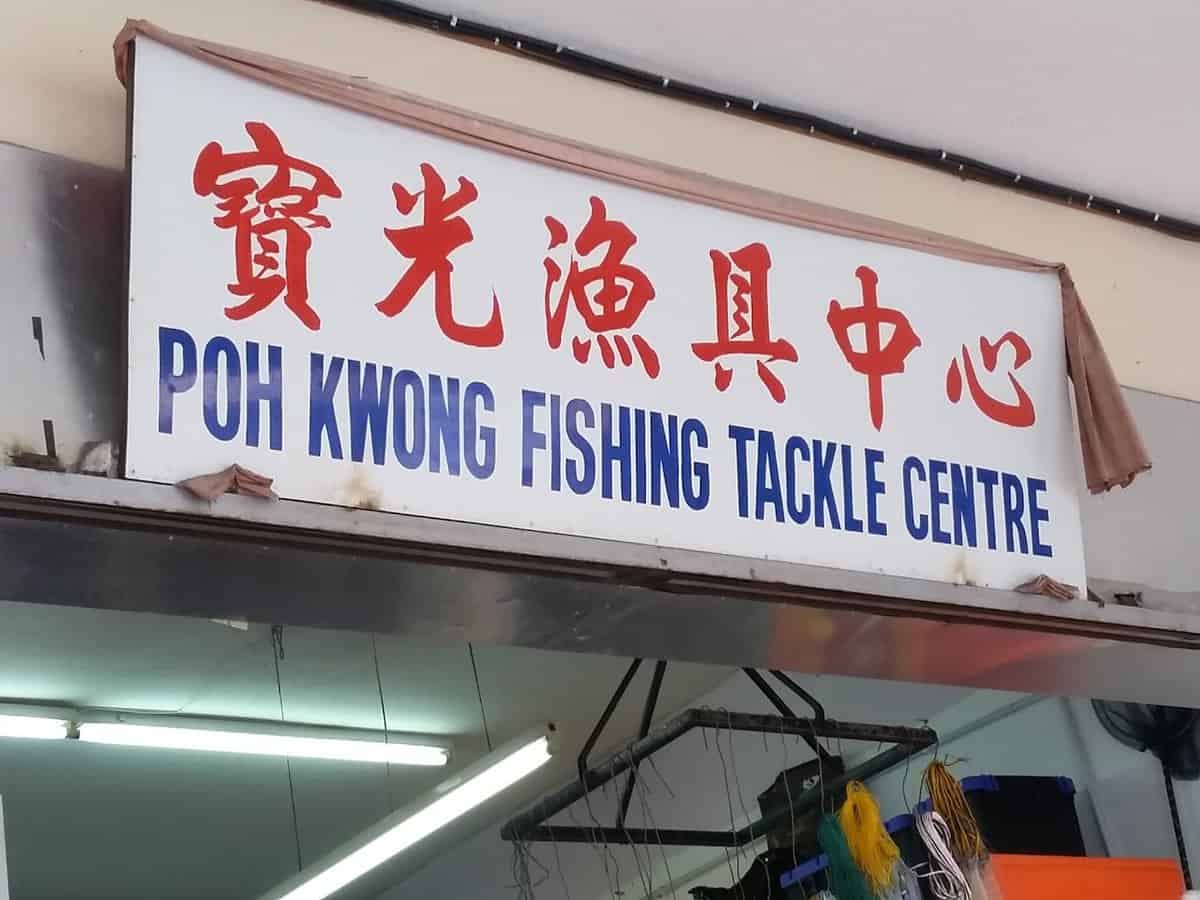 寶光漁具中心
POH KWONG FISHING TACKLE CENTRE